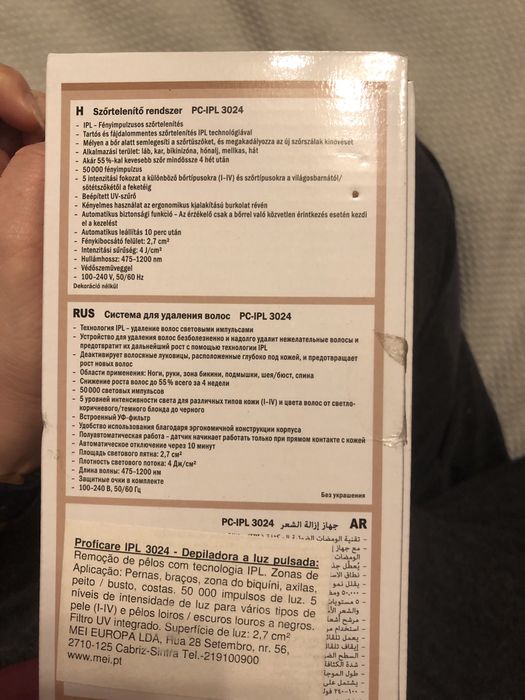 H Szőrtelenítő rendszer PC-IPL 3024
- IPL – Fényimpulzusos szőrtelenítés
- Tartós és fájdalommentes szőrtelenítés IPL technológiával
- Mélyen a bőr alatt semlegesíti a szőrtüszőket, és megakadályozza az új szőrszálak kinövését
- Alkalmazási terület: láb, kar, bikinizóna, hónalj, mellkas, hát
- Akár 55 %-kal kevesebb szőr mindössze 4 hét után
- 50 000 fényimpulzus
- 5 intenzitási fokozat a különböző bőrtípusokra (I–IV) és szőrtípusokra a világosbarnától/
sötétszőkétől a feketéig
- Beépített UV-szűrő
- Kényelmes használat az ergonomikus kjalakitású burkolat révén
- Automatikus biztonsági funkció – Az érzékelő csak a bőrrel való közvetlen érintkezés esetén kezdi
el a kezelést
- Automatikus leállítás 10 perc után
- Fénykibocsátó felület: 2,7 cm²
- Intenzitási sűrűség: 4 J/cm²
- Hullámhossz: 475–1200 nm
- Védőszemüveggel
- 100–240 V, 50/60 Hz
Dekoráció nélkül
RUS Система для удаления волос PC-IPL 3024
- Технология IPL – удаление волос световыми импульсами
- Устройство для удаления волос безболезненно и надолго удалит нежелательные волосы и
предотвратит их дальнейший рост с помощью технологии IPL
- Деактивирует волосяные луковицы, расположенные глубоко под кожей, и предотвращает
рост новых волос
- Области применения: Ноги, руки, зона бикини, подмышки, шея/бюст, спина
- Снижение роста волос до 55% всего за 4 недели
- 50 000 световых импульсов
- 5 уровней интенсивности света для различных типов кожи (I–IV) и цвета волос от светло-
коричневого/темного блонда до черного
- Встроенный УФ-фильтр
- Удобство использования благодаря эргономичной конструкции корпуса
- Полуавтоматическая работа – датчик начинает работать только при прямом контакте с кожей
- Автоматическое отключение через 10 минут
- Площадь светового пятна: 2,7 см²
- Плотность светового потока: 4 Дж/см²
- Длина волны: 475–1200 нм
- Защитные очки в комплекте
- 100–240 В, 50/60 Гц
Без украшения
AR جهاز إزالة الشعر PC-IPL 3024
Proficare IPL 3024 - Depiladora a luz pulsada:
Remoção de pêlos com tecnologia IPL. Zonas de
Aplicação: Pernas, braços, zona do biquíni, axilas,
peito / busto, costas. 50 000 impulsos de luz. 5
níveis de intensidade de luz para vários tipos de
pele (I-IV) e pêlos loiros / escuros louros a negros.
Filtro UV integrado. Superfície de luz: 2,7 cm²
MEI EUROPA LDA, Rua 28 Setembro, nr. 56,
2710-125 Cabriz-Sintra Tel.-219100900
www.mei.pt